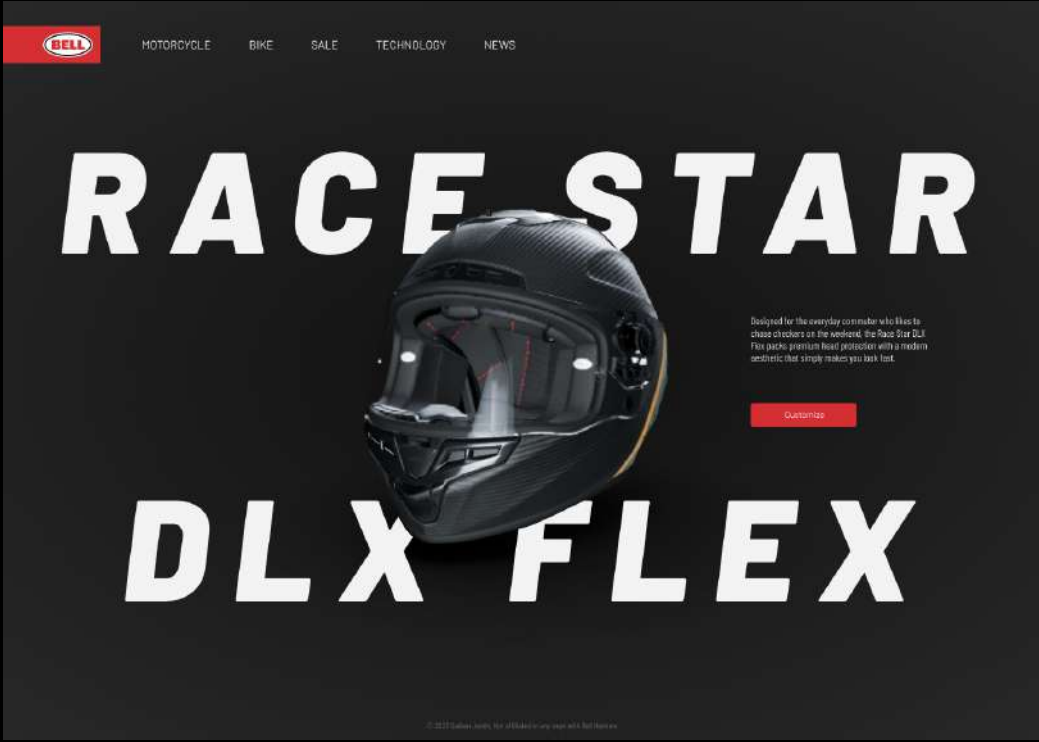 BELL
MOTORCYCLE BIKE SALE TECHNOLOGY NEWS
RACE STAR
Designed for the everyday commuter who likes to
chase checkers on the weekend, the Race Star DLX
Flex packs premium head protection with a modern
aesthetic that simply makes you look fast.
Customize
DLX FLEX